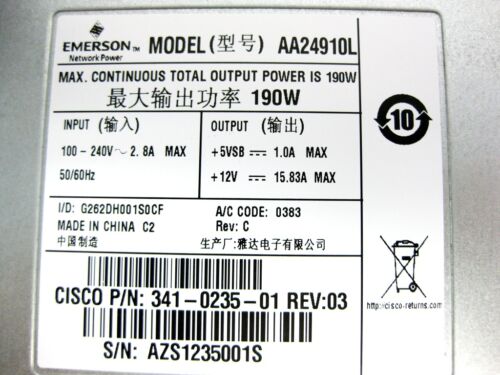 EMERSON™ MODEL (型号) AA24910L
Network Power
MAX. CONTINUOUS TOTAL OUTPUT POWER IS 190W
最大输出功率 190W
INPUT (输入)
100-240V~2.8A MAX
50/60Hz
OUTPUT (输出)
+5VSB ⎓ 1.0A MAX
+12V ⎓ 15.83A MAX
10
I/D: G262DH001S0CF
MADE IN CHINA C2
中国制造
A/C CODE: 0383
Rev: C
生产厂:雅达电子有限公司
http://cisco-returns.com/
CISCO P/N: 341-0235-01 REV:03
S/N: AZS1235001S